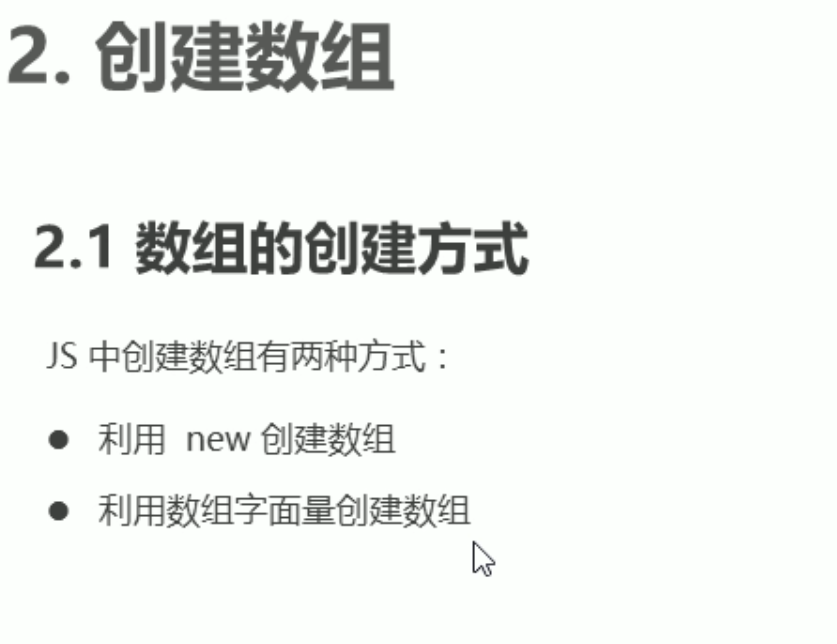 2. 创建数组
2.1 数组的创建方式
JS 中创建数组有两种方式：
● 利用 new 创建数组
● 利用数组字面量创建数组